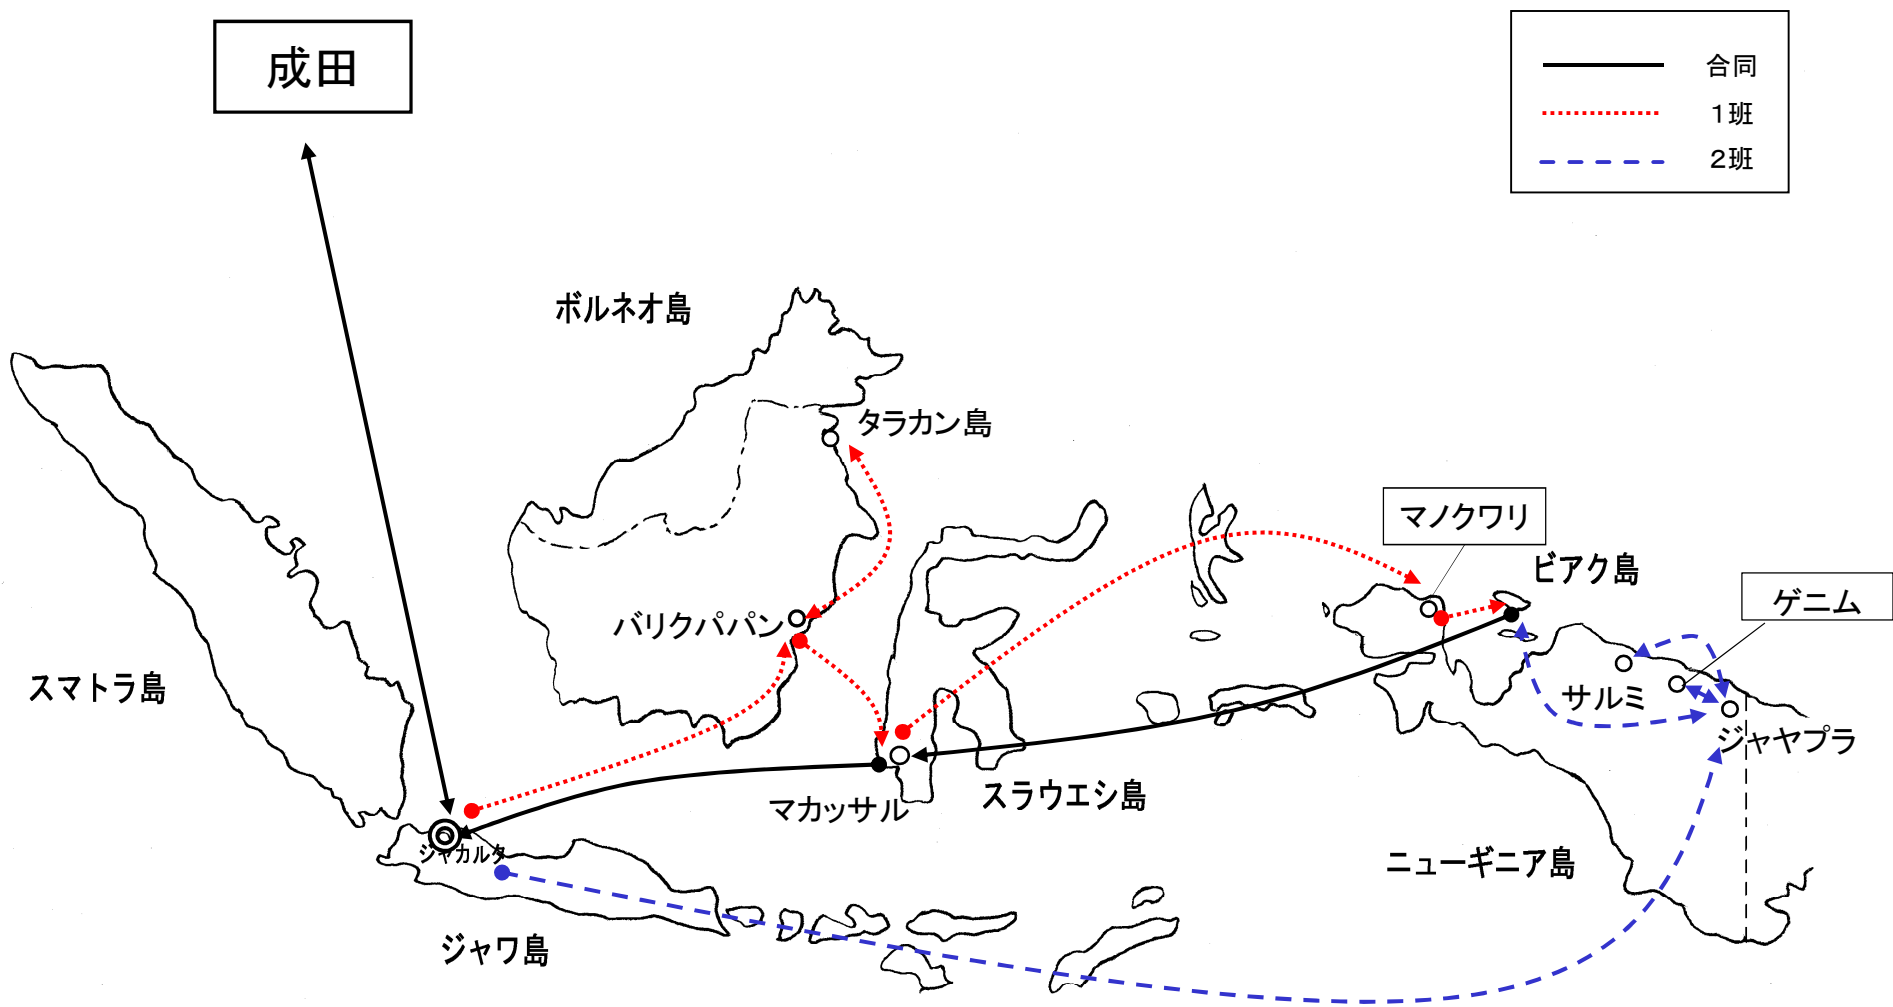 成田
合同
1班
2班
ボルネオ島
タラカン島
マノクワリ
ビアク島
ゲニム
バリクパパン
スマトラ島
サルミ
ジャヤプラ
スラウエシ島
マカッサル
ジャカルタ
ニューギニア島
ジャワ島